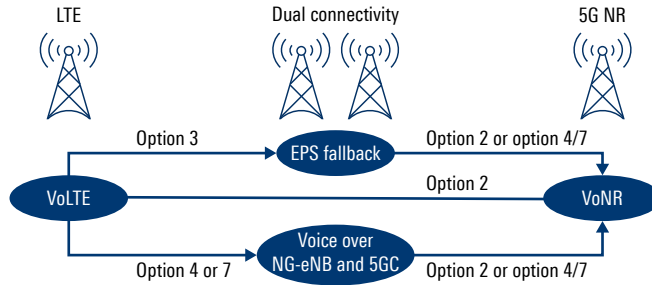 LTE
Dual connectivity
5G NR
Option 3
EPS fallback
Option 2 or option 4/7
VoLTE
Option 2
VoNR
Option 4 or 7
Voice over
NG-eNB and 5GC
Option 2 or option 4/7